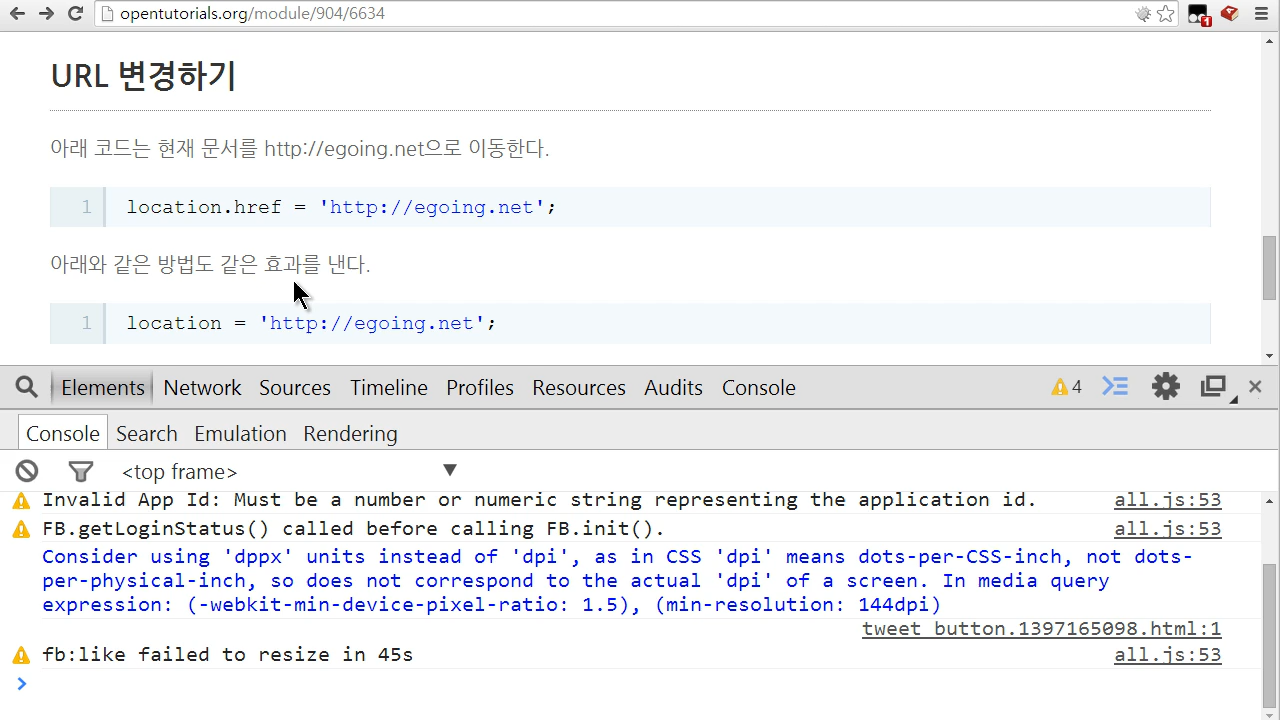 opentutorials.org/module/904/6634
1
URL 변경하기
아래 코드는 현재 문서를 http://egoing.net으로 이동한다.
1 location.href = 'http://egoing.net';
아래와 같은 방법도 같은 효과를 낸다.
1 location = 'http://egoing.net';
Elements Network Sources Timeline Profiles Resources Audits Console 4
Console Search Emulation Rendering
<top frame>
Invalid App Id: Must be a number or numeric string representing the application id. all.js:53
FB.getLoginStatus() called before calling FB.init(). all.js:53
Consider using 'dppx' units instead of 'dpi', as in CSS 'dpi' means dots-per-CSS-inch, not dots-
per-physical-inch, so does not correspond to the actual 'dpi' of a screen. In media query
expression: (-webkit-min-device-pixel-ratio: 1.5), (min-resolution: 144dpi)
tweet_button.1397165098.html:1
fb:like failed to resize in 45s all.js:53